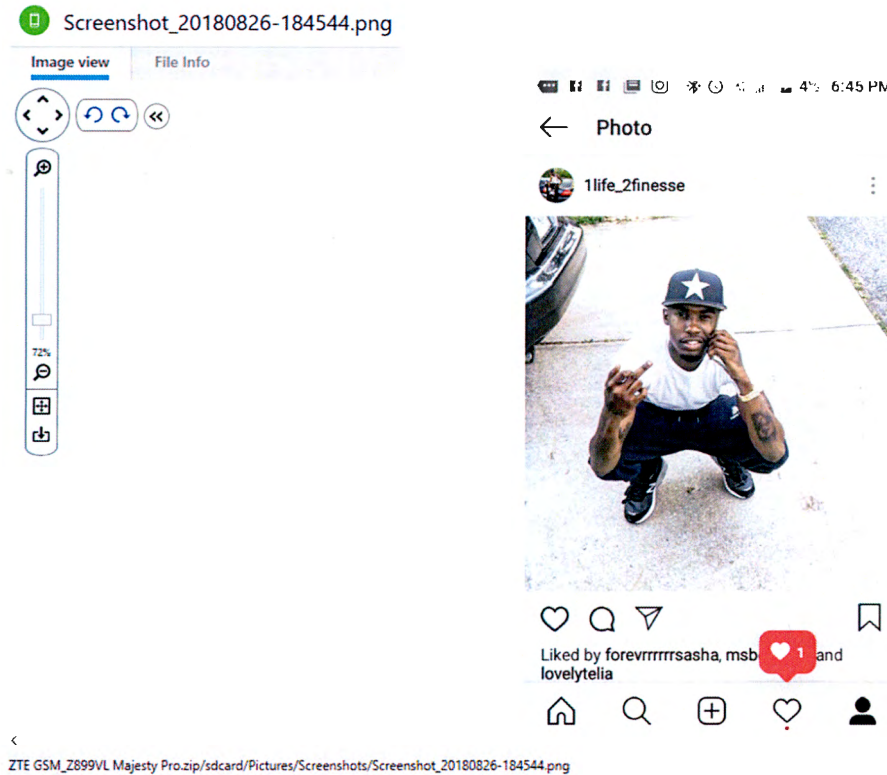 Screenshot_20180826-184544.png
Image view File Info
6:45 PM
Photo
1life_2finesse
72%
Liked by forevrrrrrrsasha, and
1
lovelytelia
ZTE GSM_Z899VL Majesty Pro.zip/sdcard/Pictures/Screenshots/Screenshot_20180826-184544.png